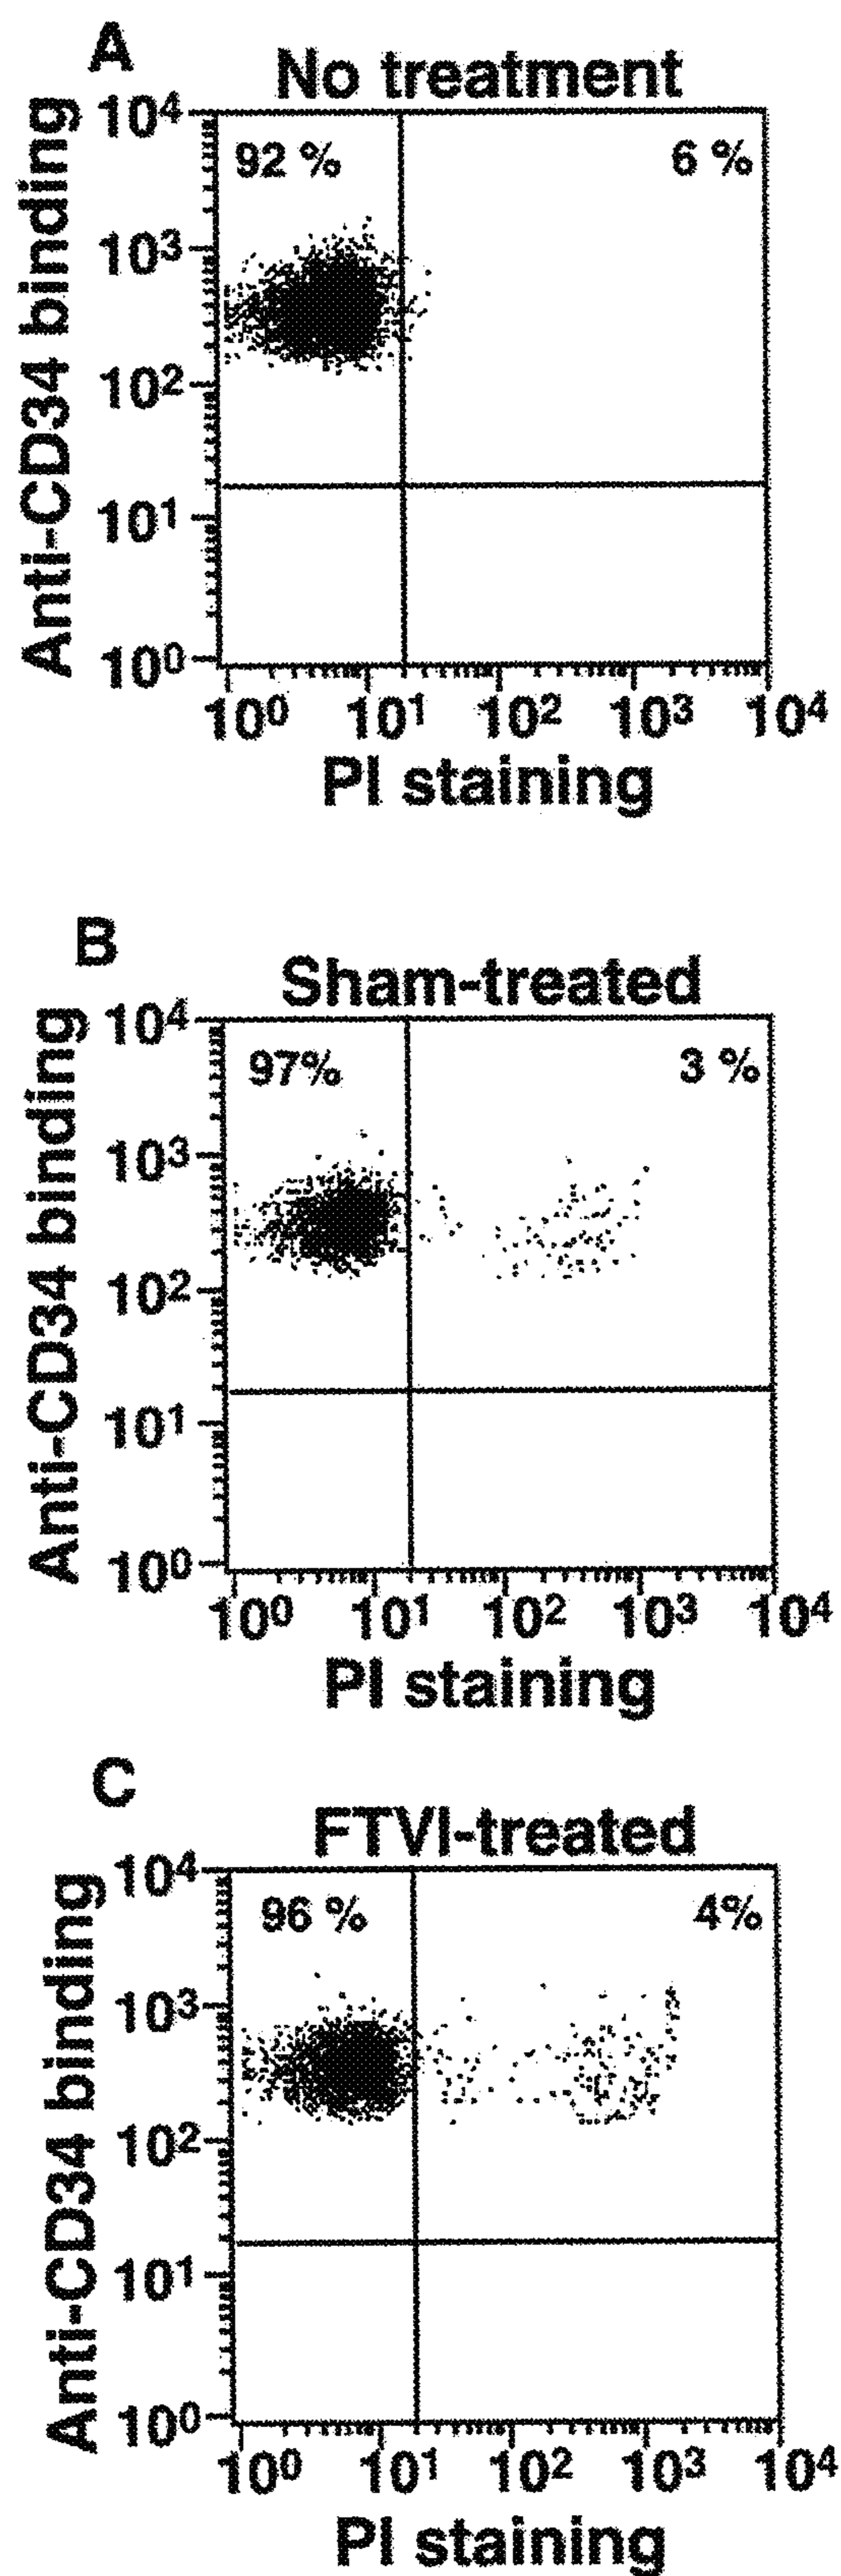 A
No treatment
Anti-CD34 binding
10⁴
10³
10²
10¹
10⁰
92 %
6 %
10⁰ 10¹ 10² 10³ 10⁴
PI staining
B
Sham-treated
Anti-CD34 binding
10⁴
10³
10²
10¹
10⁰
97%
3 %
10⁰ 10¹ 10² 10³ 10⁴
PI staining
C
FTVI-treated
Anti-CD34 binding
10⁴
10³
10²
10¹
10⁰
96 %
4%
10⁰ 10¹ 10² 10³ 10⁴
PI staining